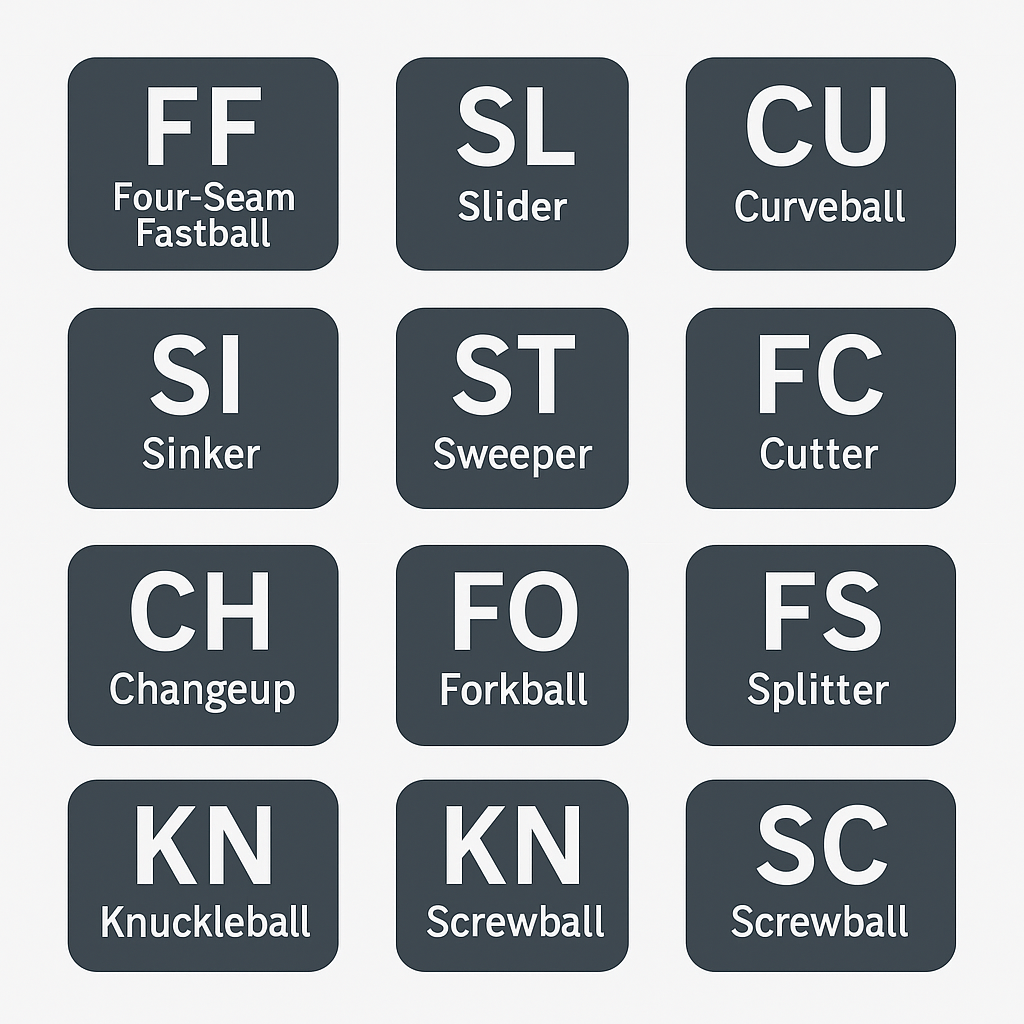 FF
Four-Seam
Fastball
SL
Slider
CU
Curveball
SI
Sinker
ST
Sweeper
FC
Cutter
CH
Changeup
FO
Forkball
FS
Splitter
KN
Knuckleball
KN
Screwball
SC
Screwball